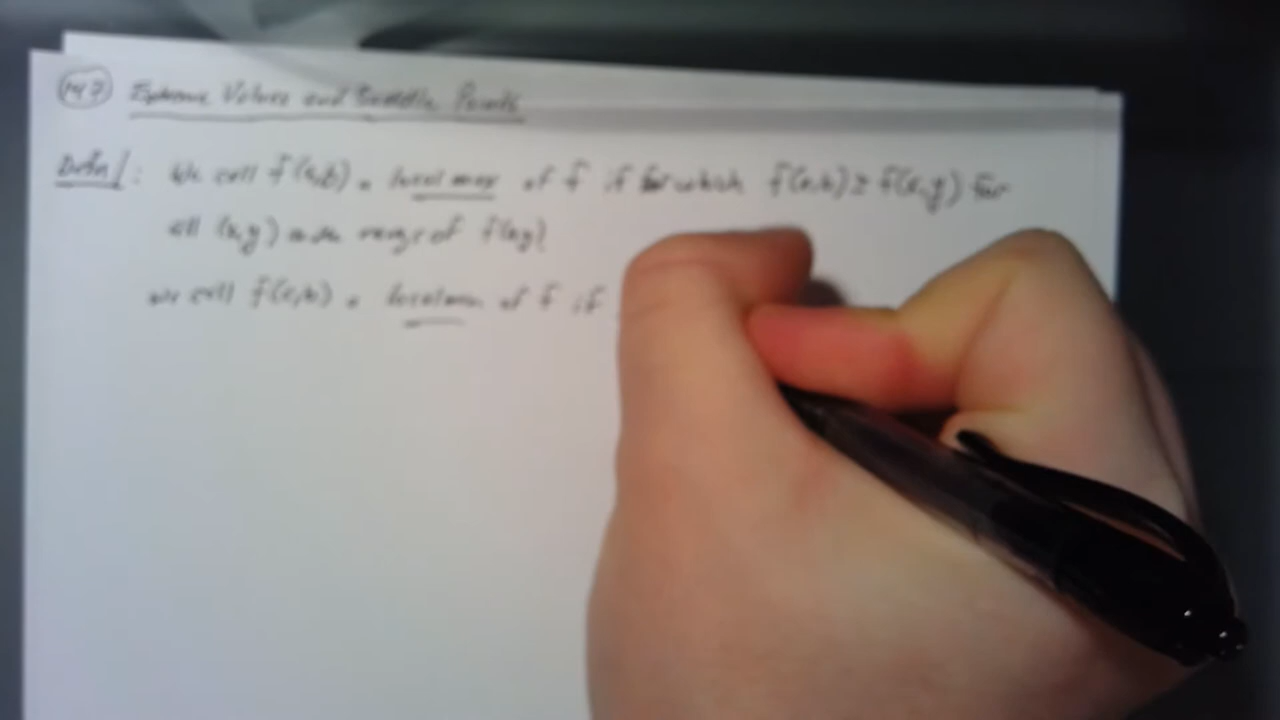 14.7 Extreme Values and Saddle Points
Defn/: We call f(a,b) a local max of f if for which f(a,b) ≥ f(x,y) for
all (x,y) in the range of f(x,y)
we call f(a,b) a local min of f if